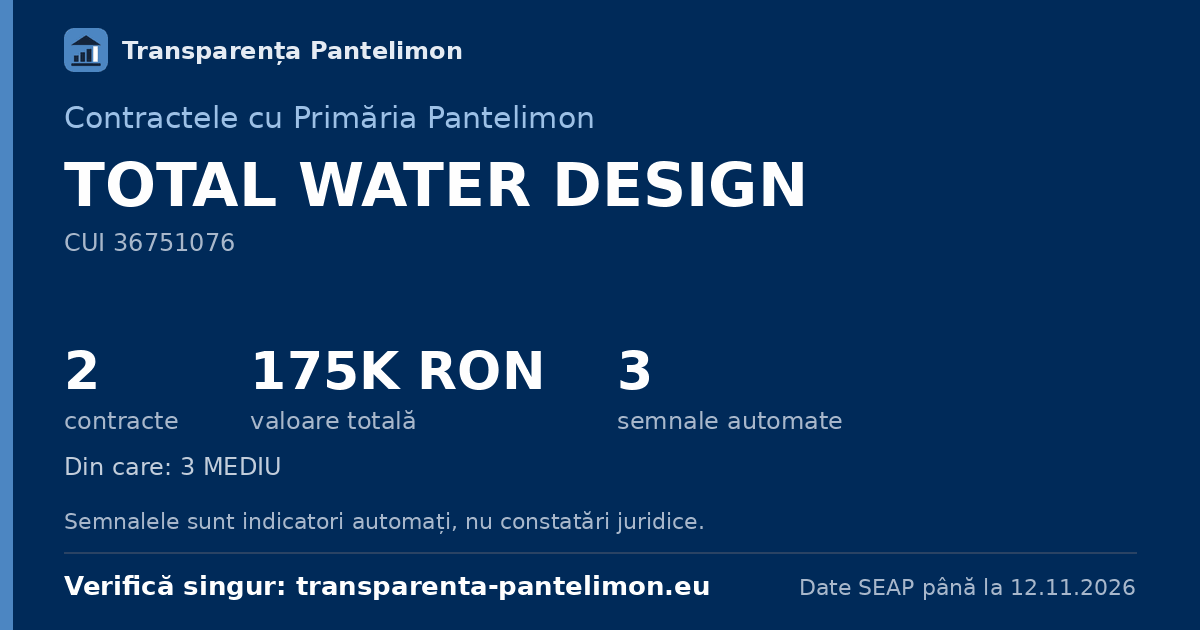 Transparența Pantelimon
Contractele cu Primăria Pantelimon
TOTAL WATER DESIGN
CUI 36751076
2 175K RON 3
contracte valoare totală semnale automate
Din care: 3 MEDIU
Semnalele sunt indicatori automați, nu constatări juridice.
Verifică singur: transparenta-pantelimon.eu Date SEAP până la 12.11.2026